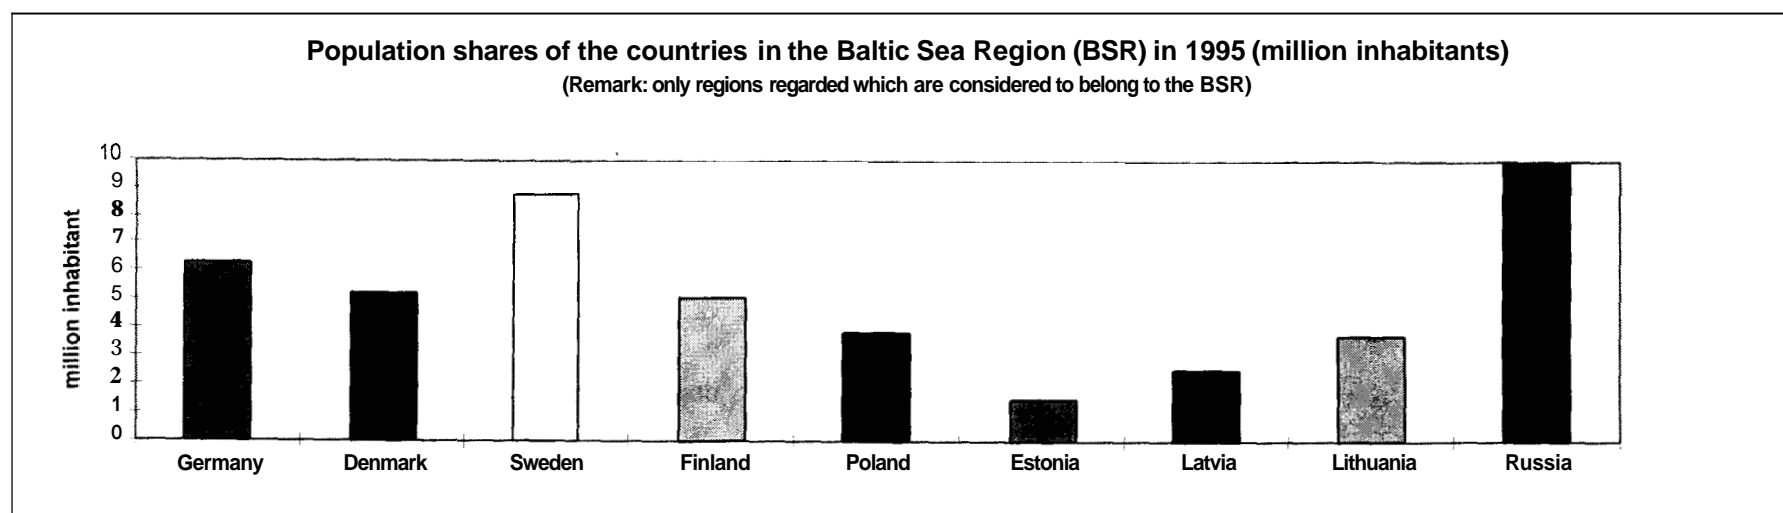 Population shares of the countries in the Baltic Sea Region (BSR) in 1995 (million inhabitants)
(Remark: only regions regarded which are considered to belong to the BSR)
10
9
8
7
6
5
4
3
2
1
0
million inhabitant
Germany Denmark Sweden Finland Poland Estonia Latvia Lithuania Russia